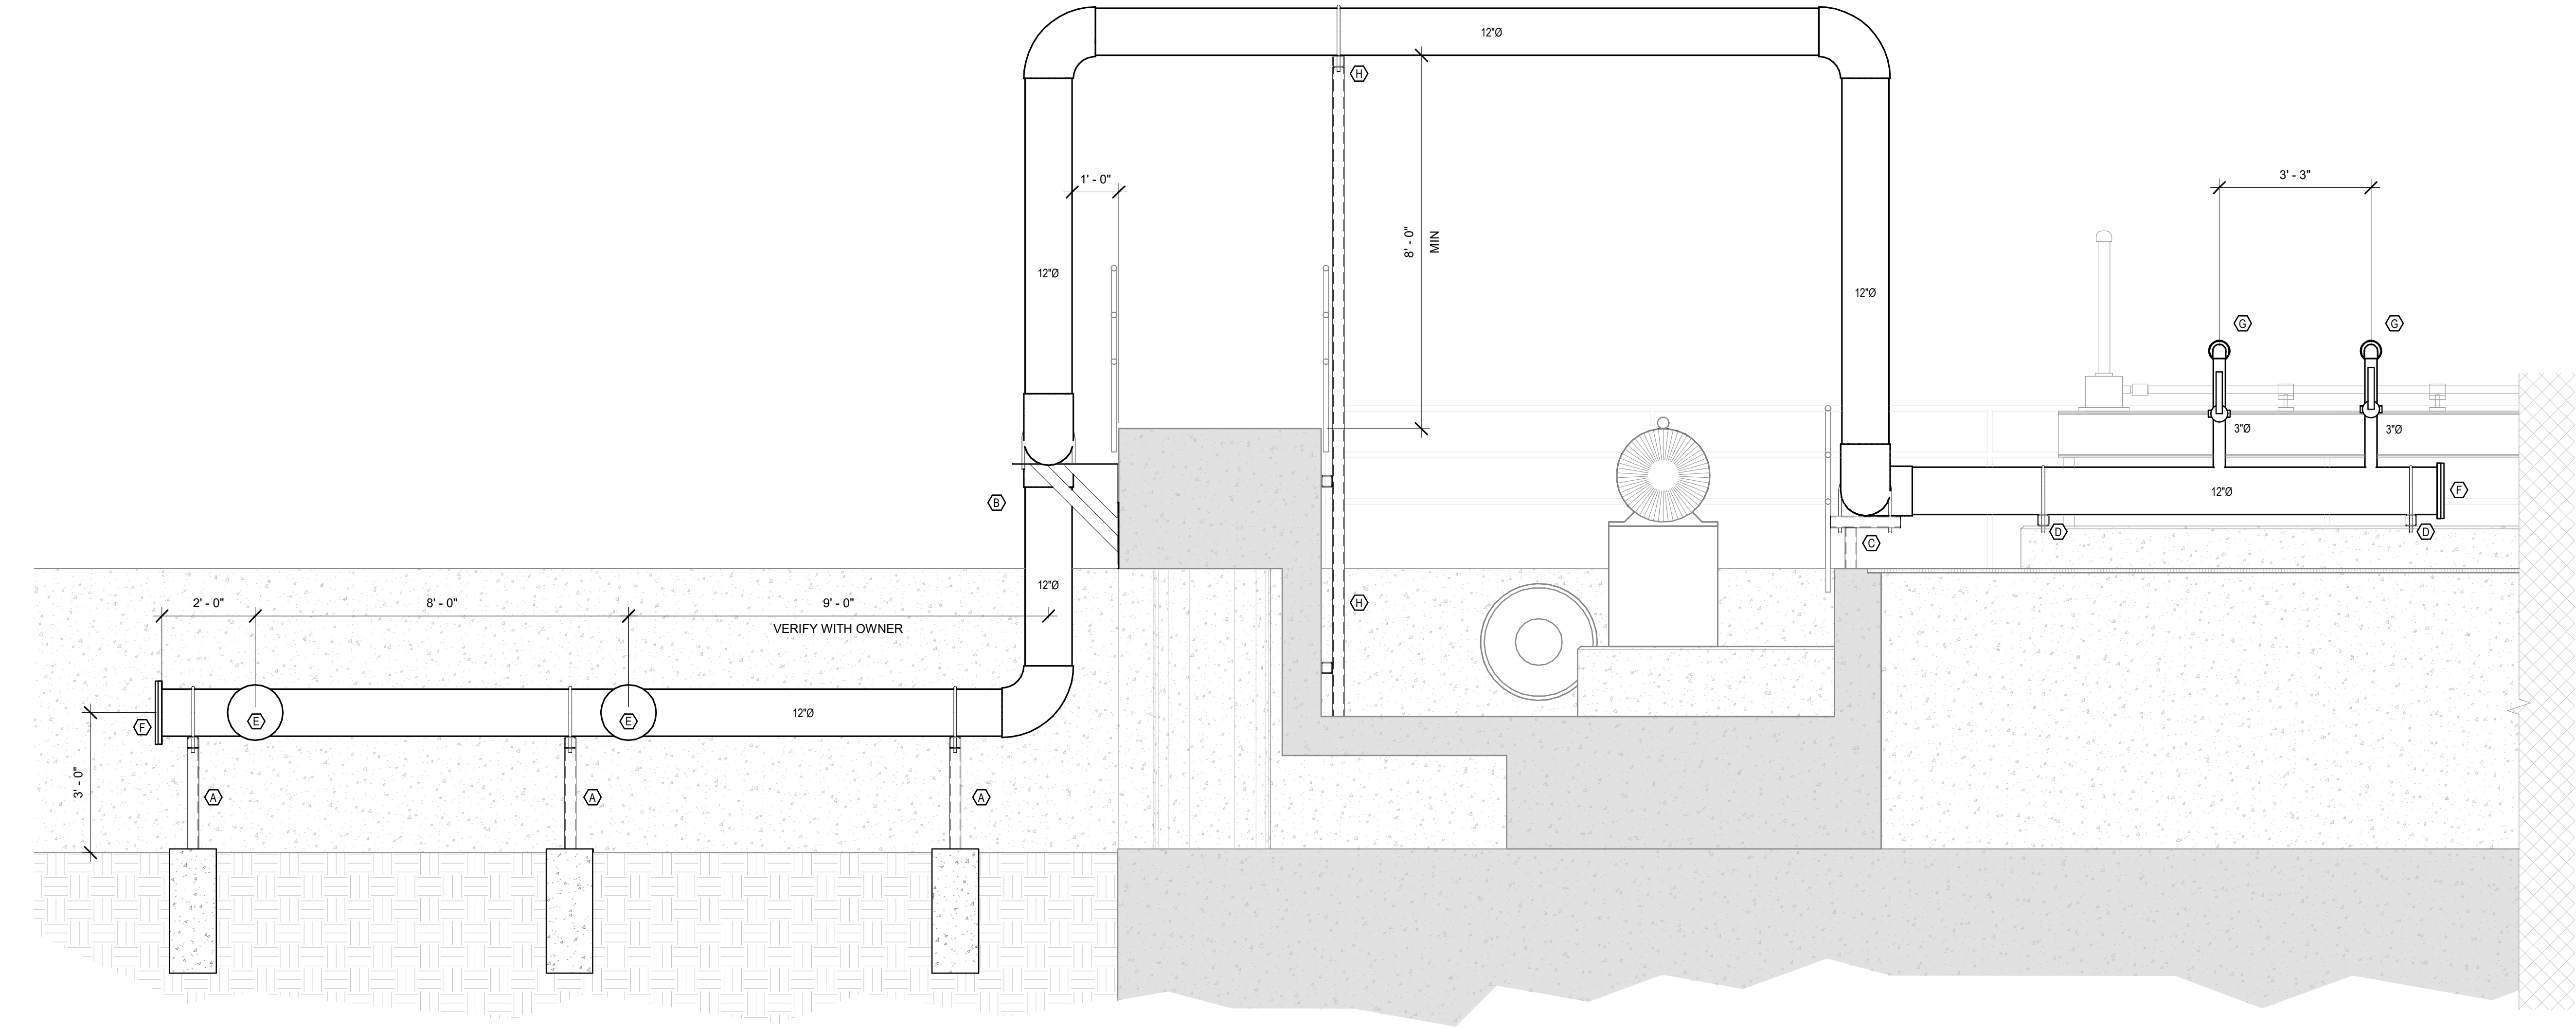 12"Ø
H
1' - 0"
3' - 3"
8' - 0"
MIN
12"Ø
12"Ø
G
G
3"Ø
3"Ø
12"Ø
F
B
D
D
C
12"Ø
2' - 0"
8' - 0"
9' - 0"
VERIFY WITH OWNER
H
F
E
E
12"Ø
3' - 0"
A
A
A